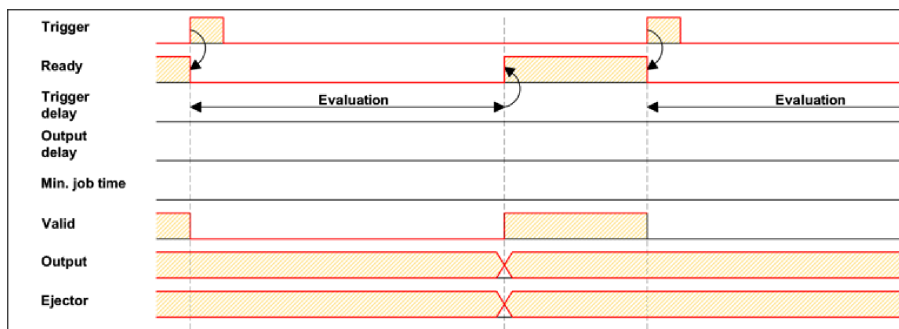 Trigger
Ready
Trigger
delay
Evaluation
Evaluation
Output
delay
Min. job time
Valid
Output
Ejector